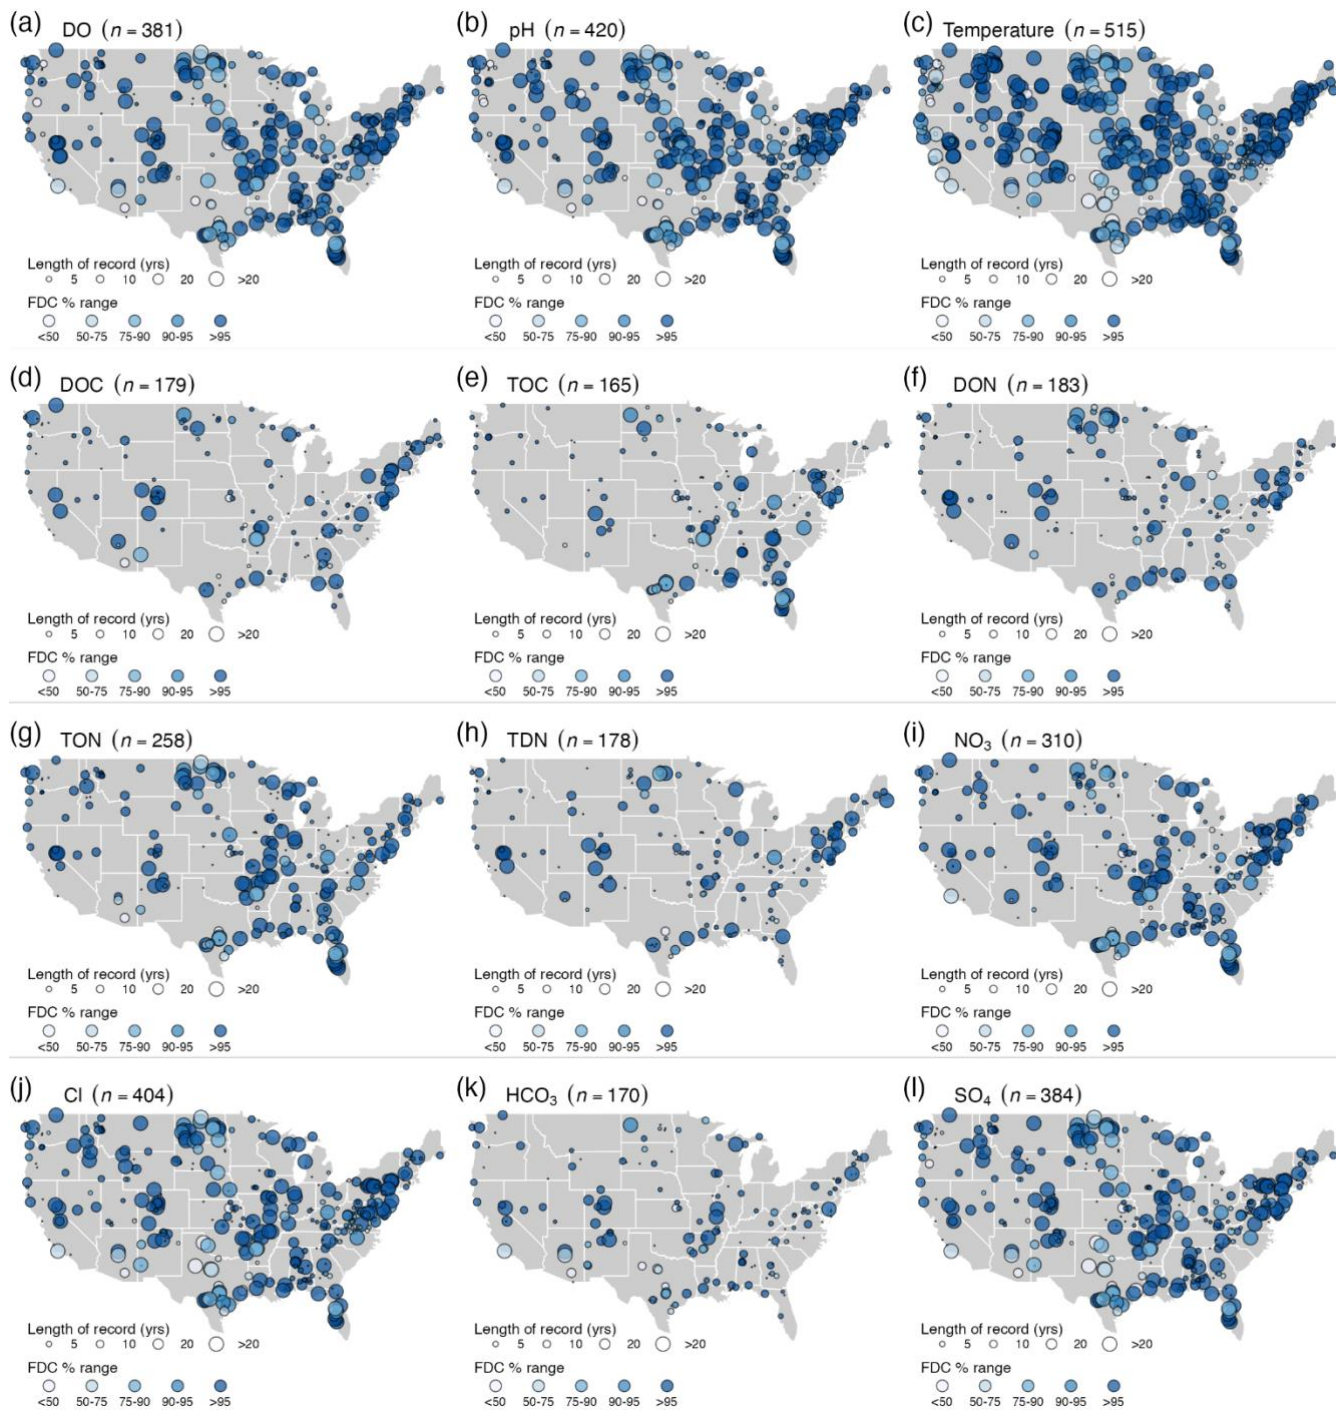 (a) DO (n = 381)
(b) pH (n = 420)
(c) Temperature (n = 515)
Length of record (yrs)
5 10 20 >20
FDC % range
<50 50-75 75-90 90-95 >95
Length of record (yrs)
5 10 20 >20
FDC % range
<50 50-75 75-90 90-95 >95
Length of record (yrs)
5 10 20 >20
FDC % range
<50 50-75 75-90 90-95 >95
(d) DOC (n = 179)
(e) TOC (n = 165)
(f) DON (n = 183)
Length of record (yrs)
5 10 20 >20
FDC % range
<50 50-75 75-90 90-95 >95
Length of record (yrs)
5 10 20 >20
FDC % range
<50 50-75 75-90 90-95 >95
Length of record (yrs)
5 10 20 >20
FDC % range
<50 50-75 75-90 90-95 >95
(g) TON (n = 258)
(h) TDN (n = 178)
(i) NO₃ (n = 310)
Length of record (yrs)
5 10 20 >20
FDC % range
<50 50-75 75-90 90-95 >95
Length of record (yrs)
5 10 20 >20
FDC % range
<50 50-75 75-90 90-95 >95
Length of record (yrs)
5 10 20 >20
FDC % range
<50 50-75 75-90 90-95 >95
(j) Cl (n = 404)
(k) HCO₃ (n = 170)
(l) SO₄ (n = 384)
Length of record (yrs)
5 10 20 >20
FDC % range
<50 50-75 75-90 90-95 >95
Length of record (yrs)
5 10 20 >20
FDC % range
<50 50-75 75-90 90-95 >95
Length of record (yrs)
5 10 20 >20
FDC % range
<50 50-75 75-90 90-95 >95